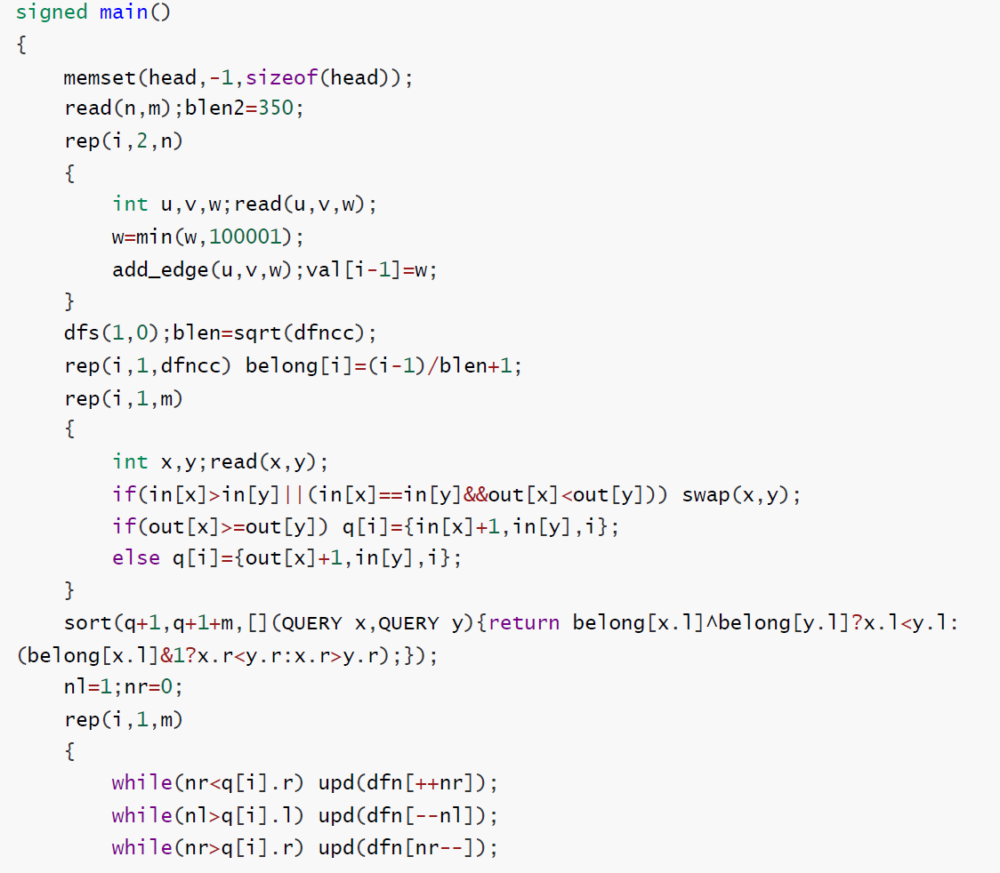 signed main()
{
    memset(head,-1,sizeof(head));
    read(n,m);blen2=350;
    rep(i,2,n)
    {
        int u,v,w;read(u,v,w);
        w=min(w,100001);
        add_edge(u,v,w);val[i-1]=w;
    }
    dfs(1,0);blen=sqrt(dfncc);
    rep(i,1,dfncc) belong[i]=(i-1)/blen+1;
    rep(i,1,m)
    {
        int x,y;read(x,y);
        if(in[x]>in[y]||(in[x]==in[y]&&out[x]<out[y])) swap(x,y);
        if(out[x]>=out[y]) q[i]={in[x]+1,in[y],i};
        else q[i]={out[x]+1,in[y],i};
    }
    sort(q+1,q+1+m,[](QUERY x,QUERY y){return belong[x.l]^belong[y.l]?x.l<y.l:
(belong[x.l]&1?x.r<y.r:x.r>y.r);});
    nl=1;nr=0;
    rep(i,1,m)
    {
        while(nr<q[i].r) upd(dfn[++nr]);
        while(nl>q[i].l) upd(dfn[--nl]);
        while(nr>q[i].r) upd(dfn[nr--]);